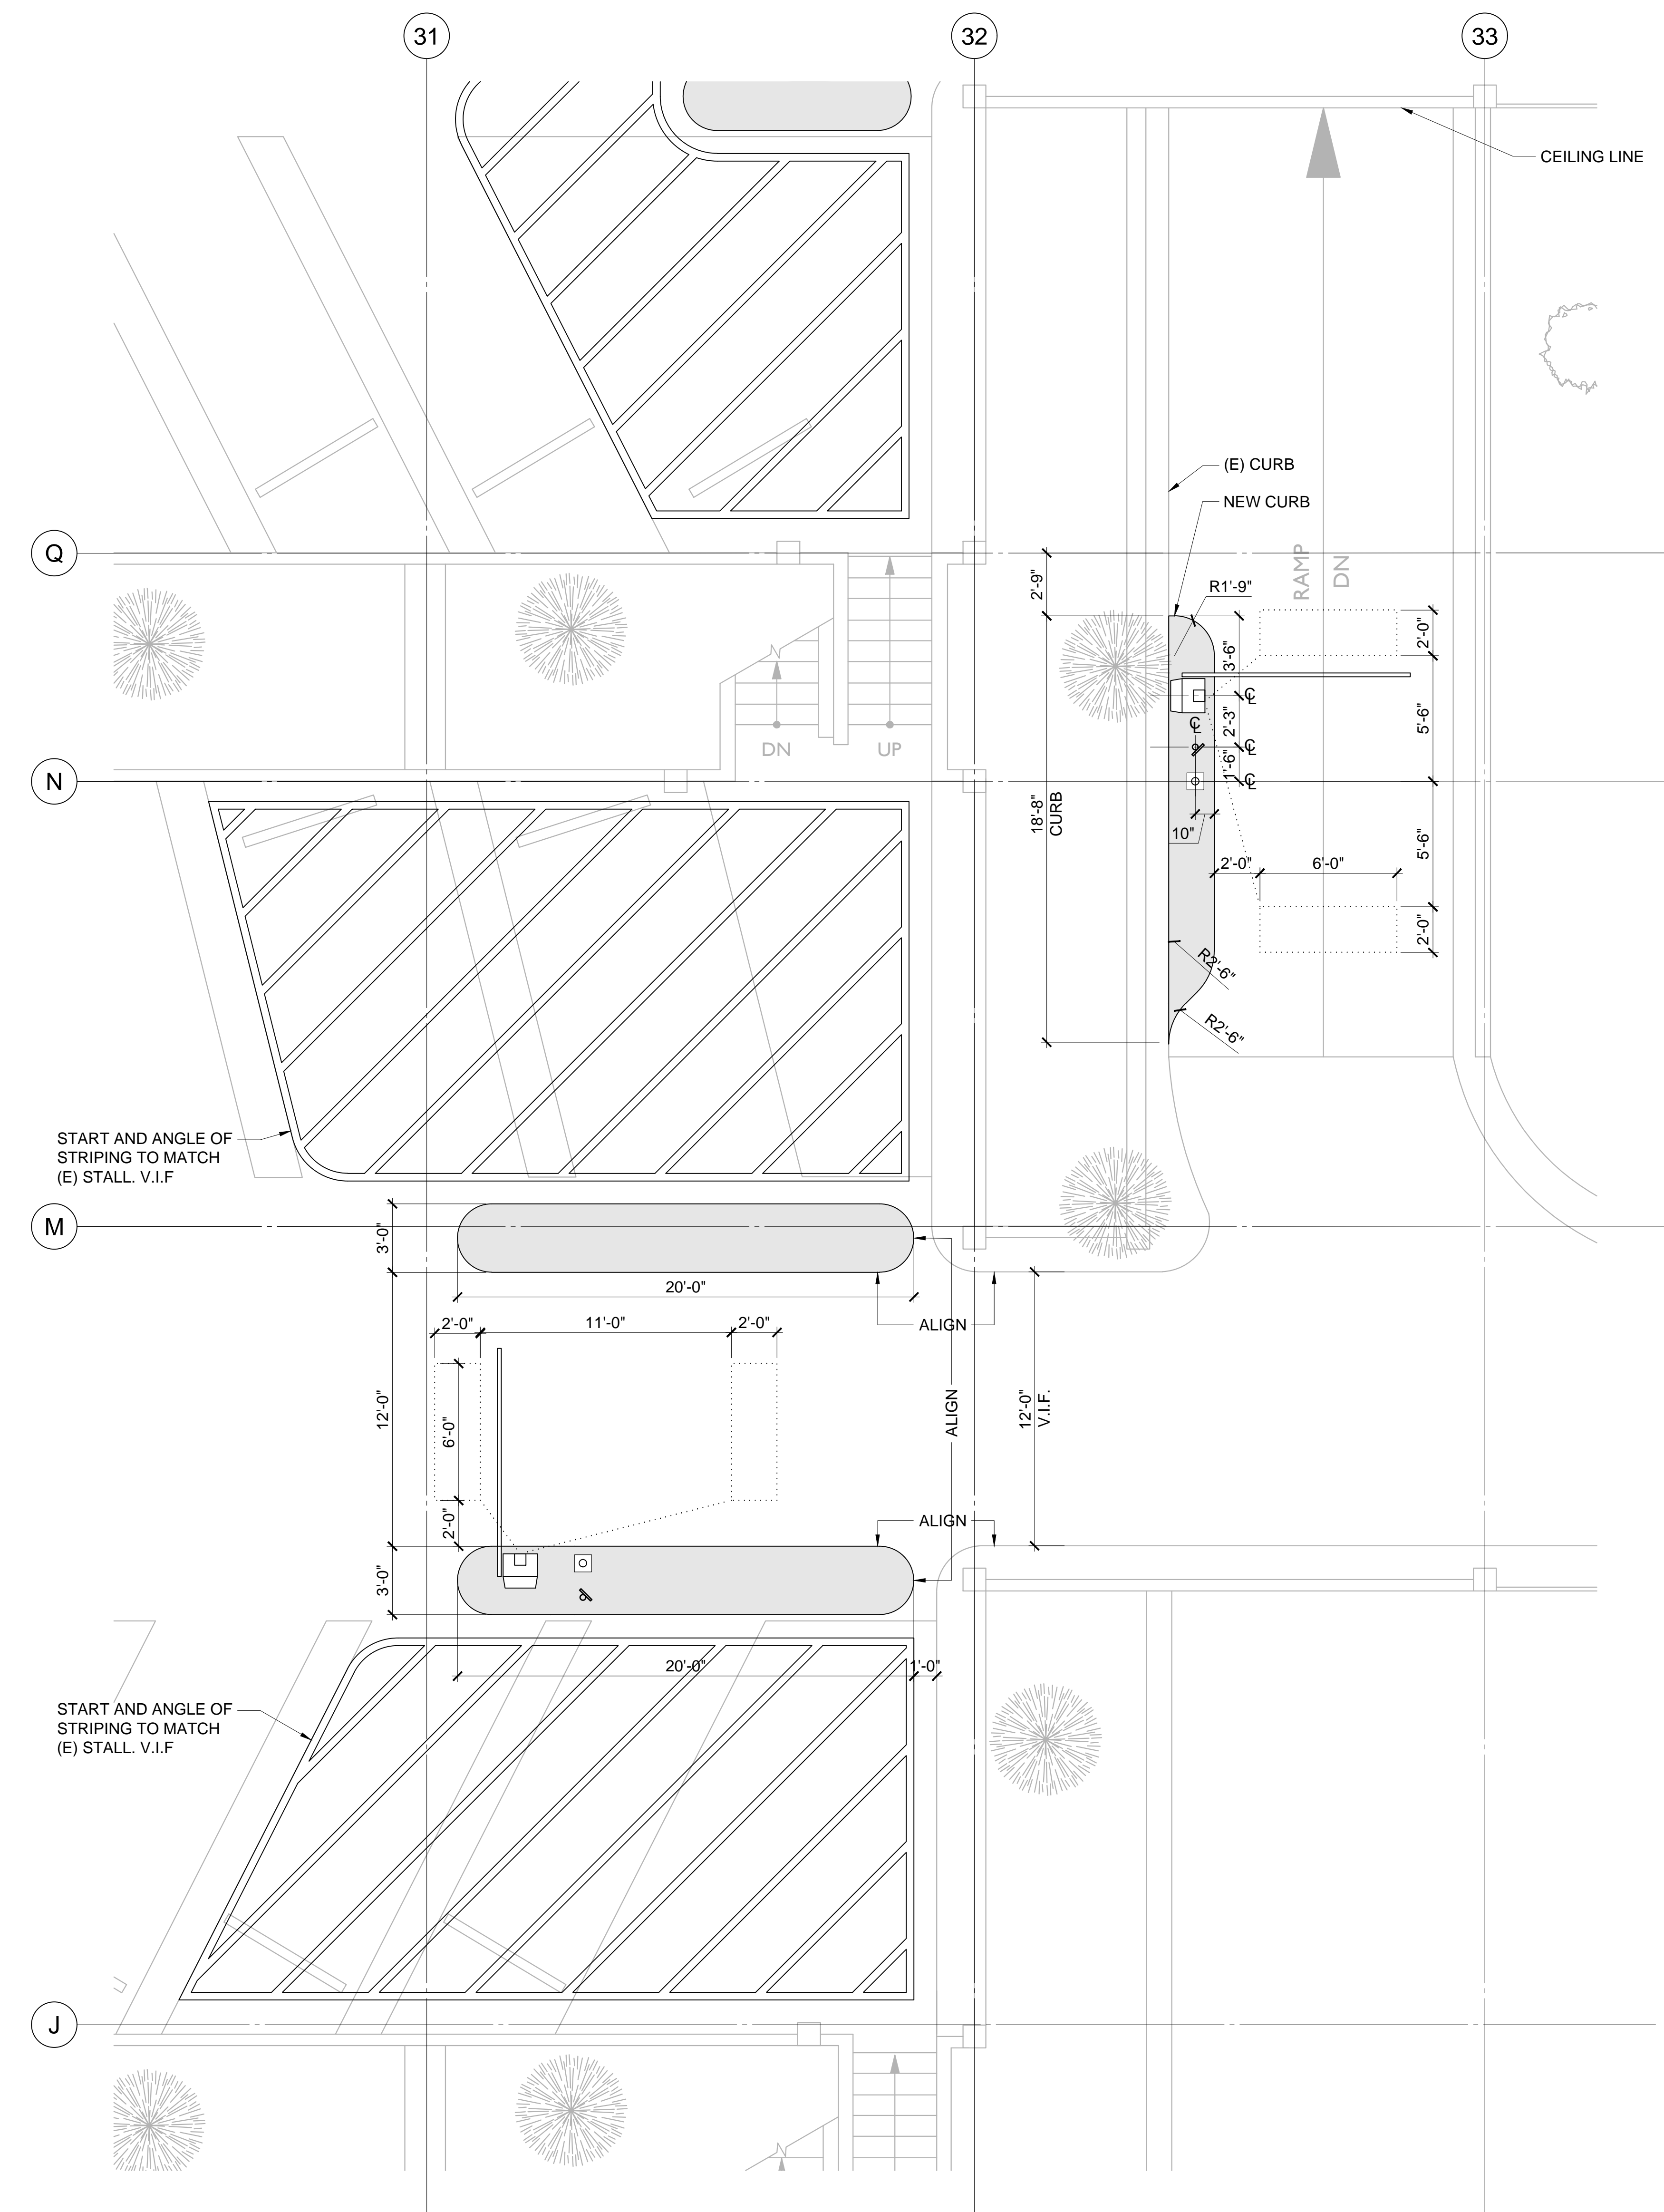 31
32
33
CEILING LINE
(E) CURB
NEW CURB
Q
2'-9"
RAMP
DN
R1'-9"
2'-0"
3'-6"
℄
5'-6"
2'-3"
℄
℄
DN
UP
N
1'-6"
℄
18'-8"
CURB
10"
5'-6"
2'-0"
6'-0"
2'-0"
R2'-6"
R2'-6"
START AND ANGLE OF
STRIPING TO MATCH
(E) STALL. V.I.F
M
3'-0"
20'-0"
2'-0"
11'-0"
2'-0"
ALIGN
12'-0"
6'-0"
ALIGN
12'-0"
V.I.F.
2'-0"
ALIGN
3'-0"
20'-0"
1'-0"
START AND ANGLE OF
STRIPING TO MATCH
(E) STALL. V.I.F
J